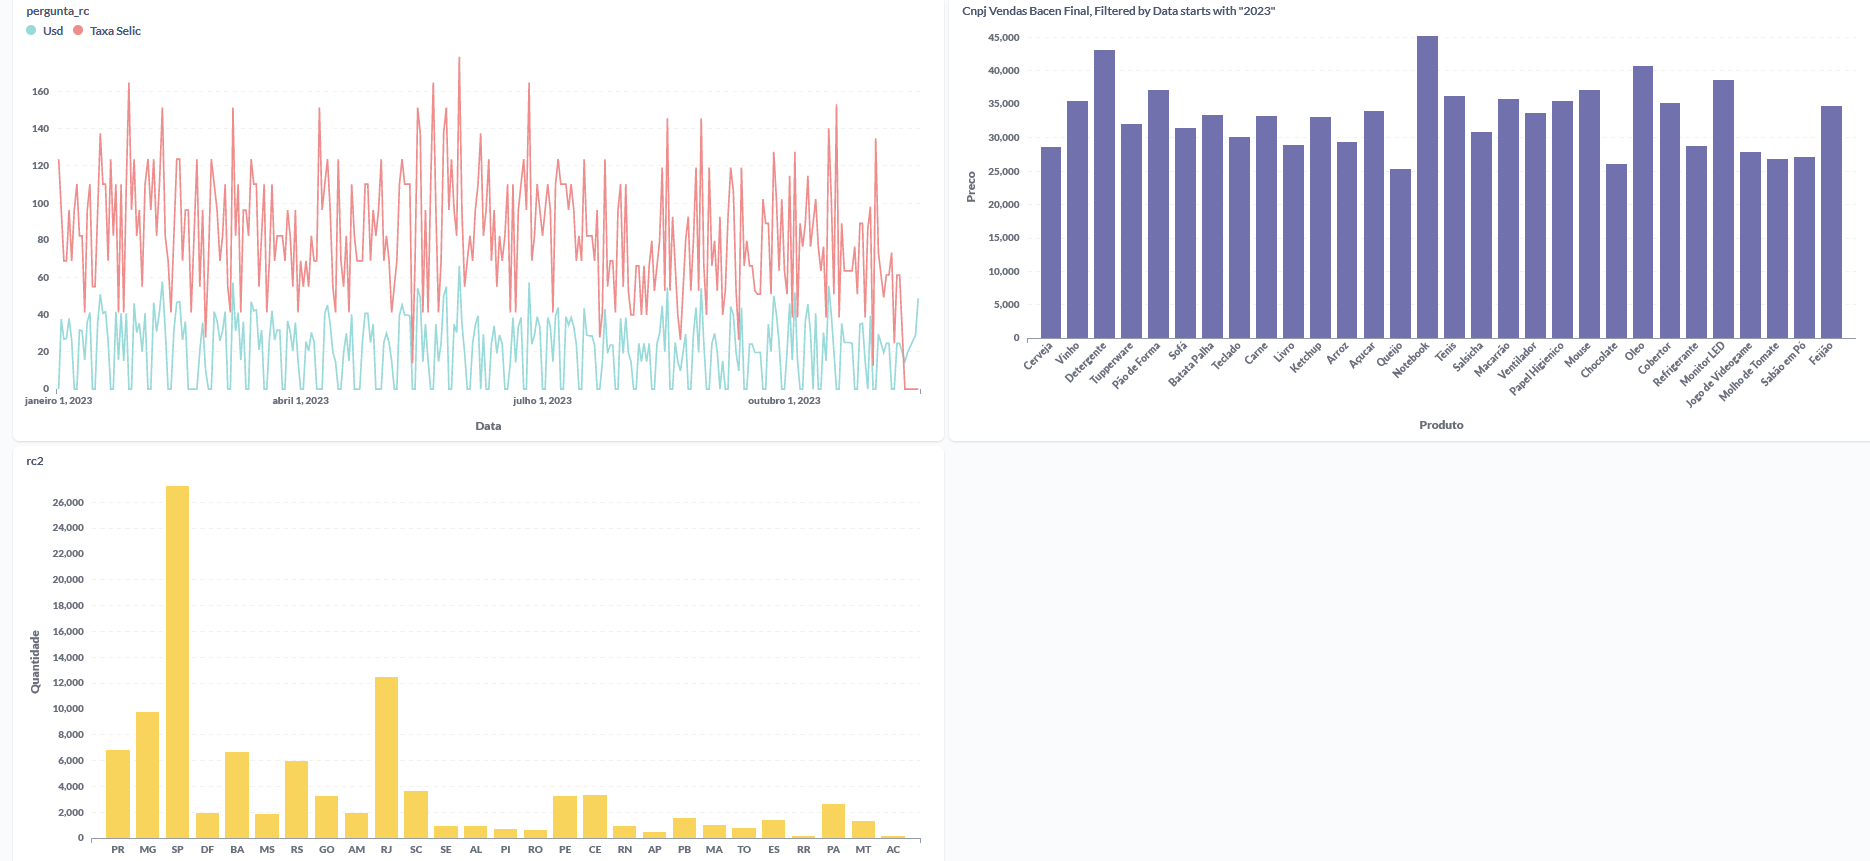 pergunta_rc
Usd Taxa Selic
160
140
120
100
80
60
40
20
0
janeiro 1, 2023 abril 1, 2023 julho 1, 2023 outubro 1, 2023
Data
Cnpj Vendas Bacen Final, Filtered by Data starts with "2023"
Preco
45,000
40,000
35,000
30,000
25,000
20,000
15,000
10,000
5,000
0
Cerveja
Vinho
Detergente
Tupperware
Pão de Forma
Sofá
Batata Palha
Teclado
Carne
Livro
Ketchup
Arroz
Açucar
Queijo
Notebook
Tênis
Salsicha
Macarrão
Ventilador
Papel Higienico
Mouse
Chocolate
Oleo
Cobertor
Refrigerante
Monitor LED
Jogo de Videogame
Molho de Tomate
Sabão em Pó
Feijão
Produto
rc2
Quantidade
26,000
24,000
22,000
20,000
18,000
16,000
14,000
12,000
10,000
8,000
6,000
4,000
2,000
0
PR MG SP DF BA MS RS GO AM RJ SC SE AL PI RO PE CE RN AP PB MA TO ES RR PA MT AC